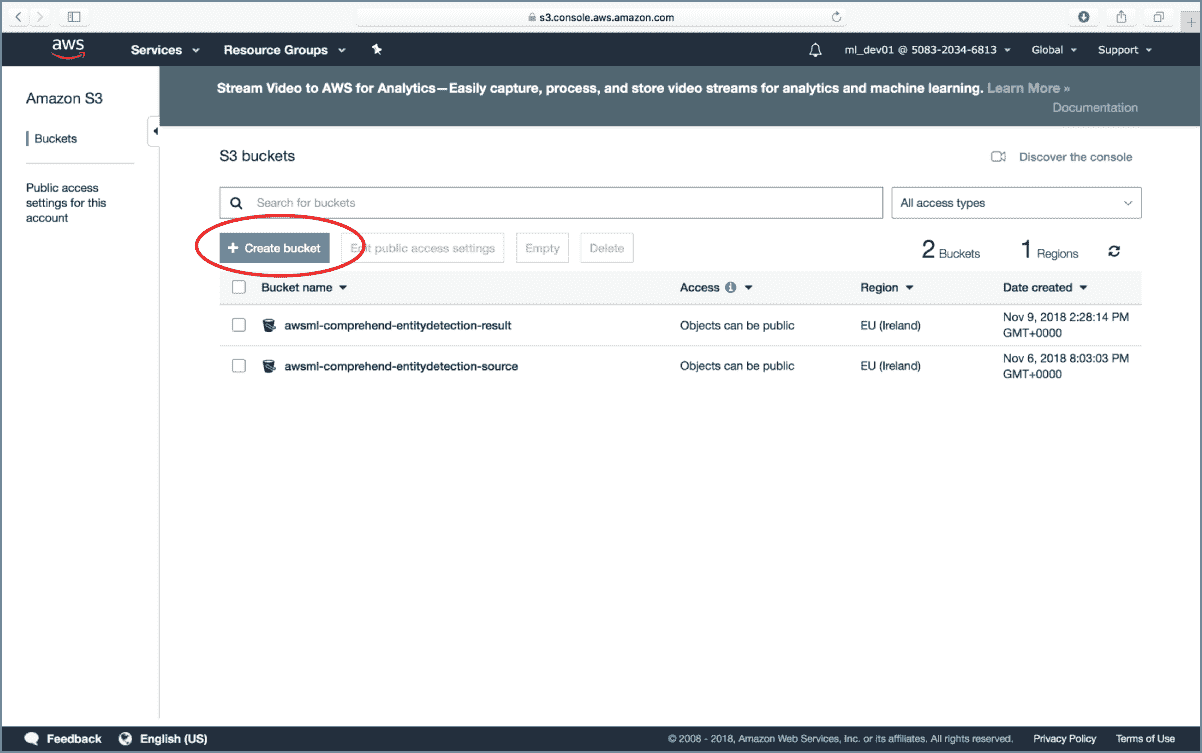 s3.console.aws.amazon.com
aws
Services
Resource Groups
ml_dev01 @ 5083-2034-6813
Global
Support
Amazon S3
Buckets
Public access
settings for this
account
Stream Video to AWS for Analytics—Easily capture, process, and store video streams for analytics and machine learning. Learn More »
Documentation
S3 buckets
Discover the console
Search for buckets
All access types
+ Create bucket
Edit public access settings
Empty
Delete
2 Buckets
1 Regions
Bucket name
Access
Region
Date created
awsml-comprehend-entitydetection-result
Objects can be public
EU (Ireland)
Nov 9, 2018 2:28:14 PM
GMT+0000
awsml-comprehend-entitydetection-source
Objects can be public
EU (Ireland)
Nov 6, 2018 8:03:03 PM
GMT+0000
Feedback
English (US)
© 2008 - 2018, Amazon Web Services, Inc. or its affiliates. All rights reserved.
Privacy Policy
Terms of Use